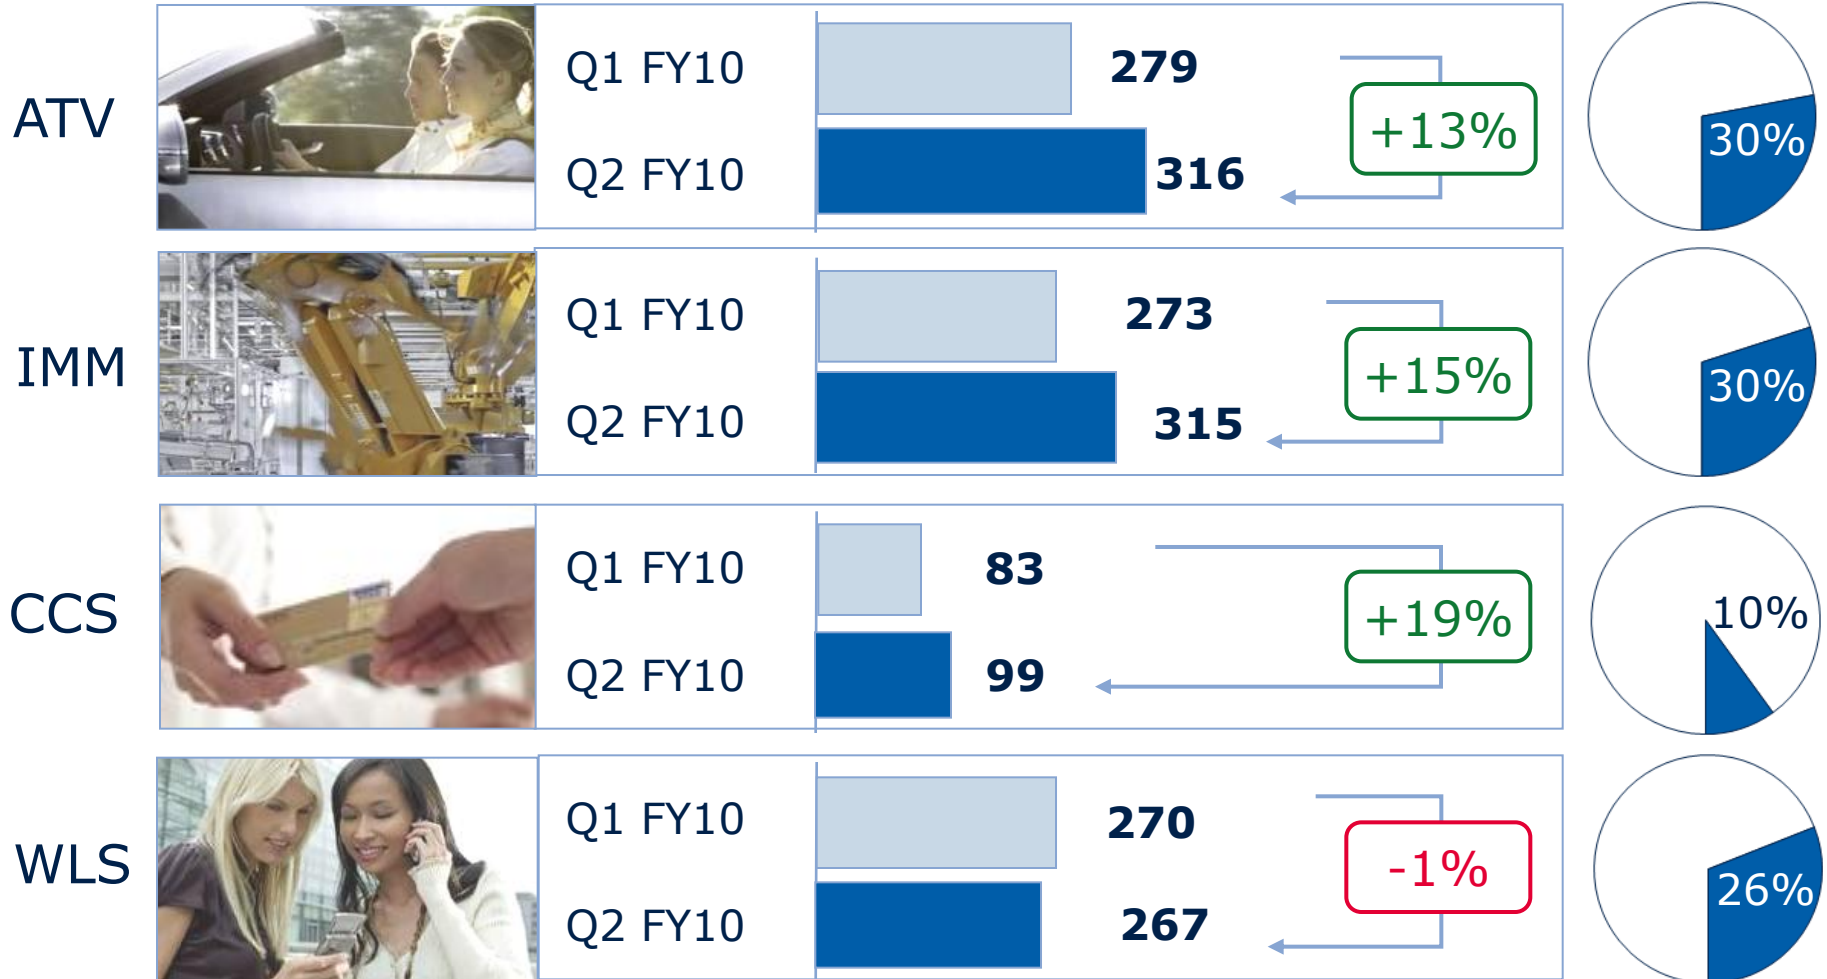 ATV
Q1 FY10 279
+13%
Q2 FY10 316
30%
IMM
Q1 FY10 273
+15%
Q2 FY10 315
30%
CCS
Q1 FY10 83
+19%
Q2 FY10 99
10%
WLS
Q1 FY10 270
-1%
Q2 FY10 267
26%